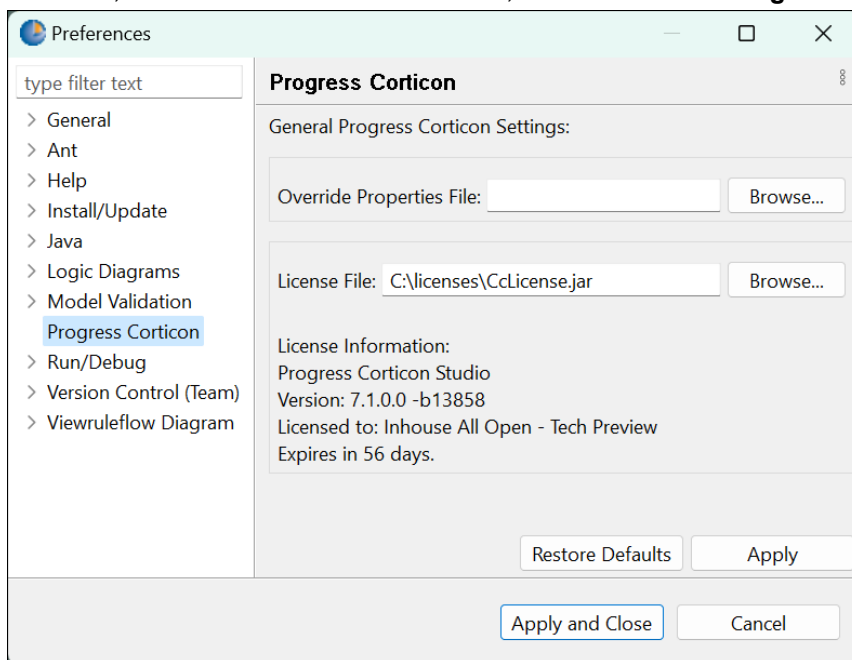 Preferences
type filter text
General
Ant
Help
Install/Update
Java
Logic Diagrams
Model Validation
Progress Corticon
Run/Debug
Version Control (Team)
Viewruleflow Diagram
Progress Corticon
General Progress Corticon Settings:
Override Properties File:
Browse...
License File: C:\licenses\CcLicense.jar
Browse...
License Information:
Progress Corticon Studio
Version: 7.1.0.0 -b13858
Licensed to: Inhouse All Open - Tech Preview
Expires in 56 days.
Restore Defaults
Apply
Apply and Close
Cancel